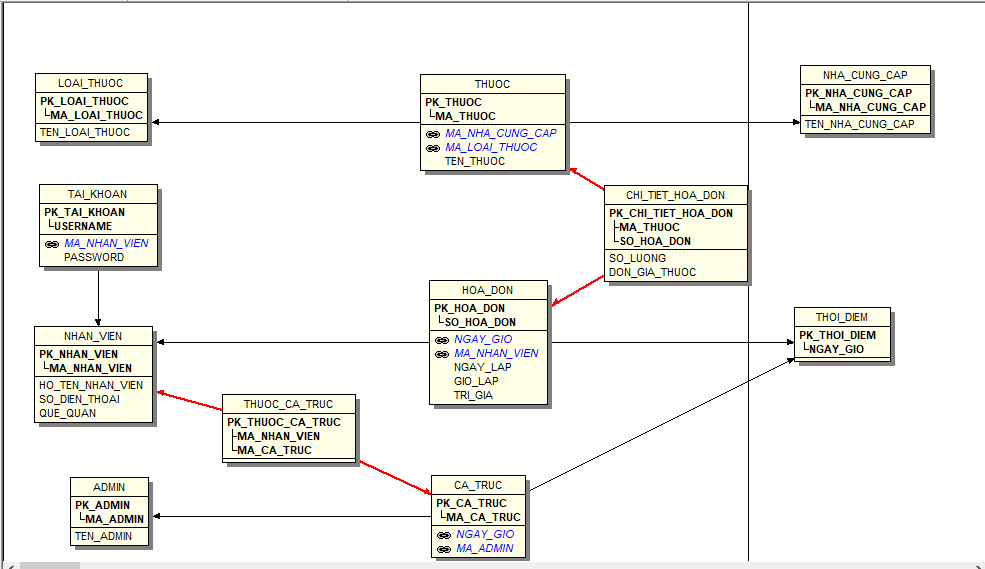 LOAI_THUOC
PK_LOAI_THUOC
MA_LOAI_THUOC
TEN_LOAI_THUOC
THUOC
PK_THUOC
MA_THUOC
MA_NHA_CUNG_CAP
MA_LOAI_THUOC
TEN_THUOC
NHA_CUNG_CAP
PK_NHA_CUNG_CAP
MA_NHA_CUNG_CAP
TEN_NHA_CUNG_CAP
TAI_KHOAN
PK_TAI_KHOAN
USERNAME
MA_NHAN_VIEN
PASSWORD
CHI_TIET_HOA_DON
PK_CHI_TIET_HOA_DON
MA_THUOC
SO_HOA_DON
SO_LUONG
DON_GIA_THUOC
HOA_DON
PK_HOA_DON
SO_HOA_DON
NGAY_GIO
MA_NHAN_VIEN
NGAY_LAP
GIO_LAP
TRI_GIA
THOI_DIEM
PK_THOI_DIEM
NGAY_GIO
NHAN_VIEN
PK_NHAN_VIEN
MA_NHAN_VIEN
HO_TEN_NHAN_VIEN
SO_DIEN_THOAI
QUE_QUAN
THUOC_CA_TRUC
PK_THUOC_CA_TRUC
MA_NHAN_VIEN
MA_CA_TRUC
ADMIN
PK_ADMIN
MA_ADMIN
TEN_ADMIN
CA_TRUC
PK_CA_TRUC
MA_CA_TRUC
NGAY_GIO
MA_ADMIN